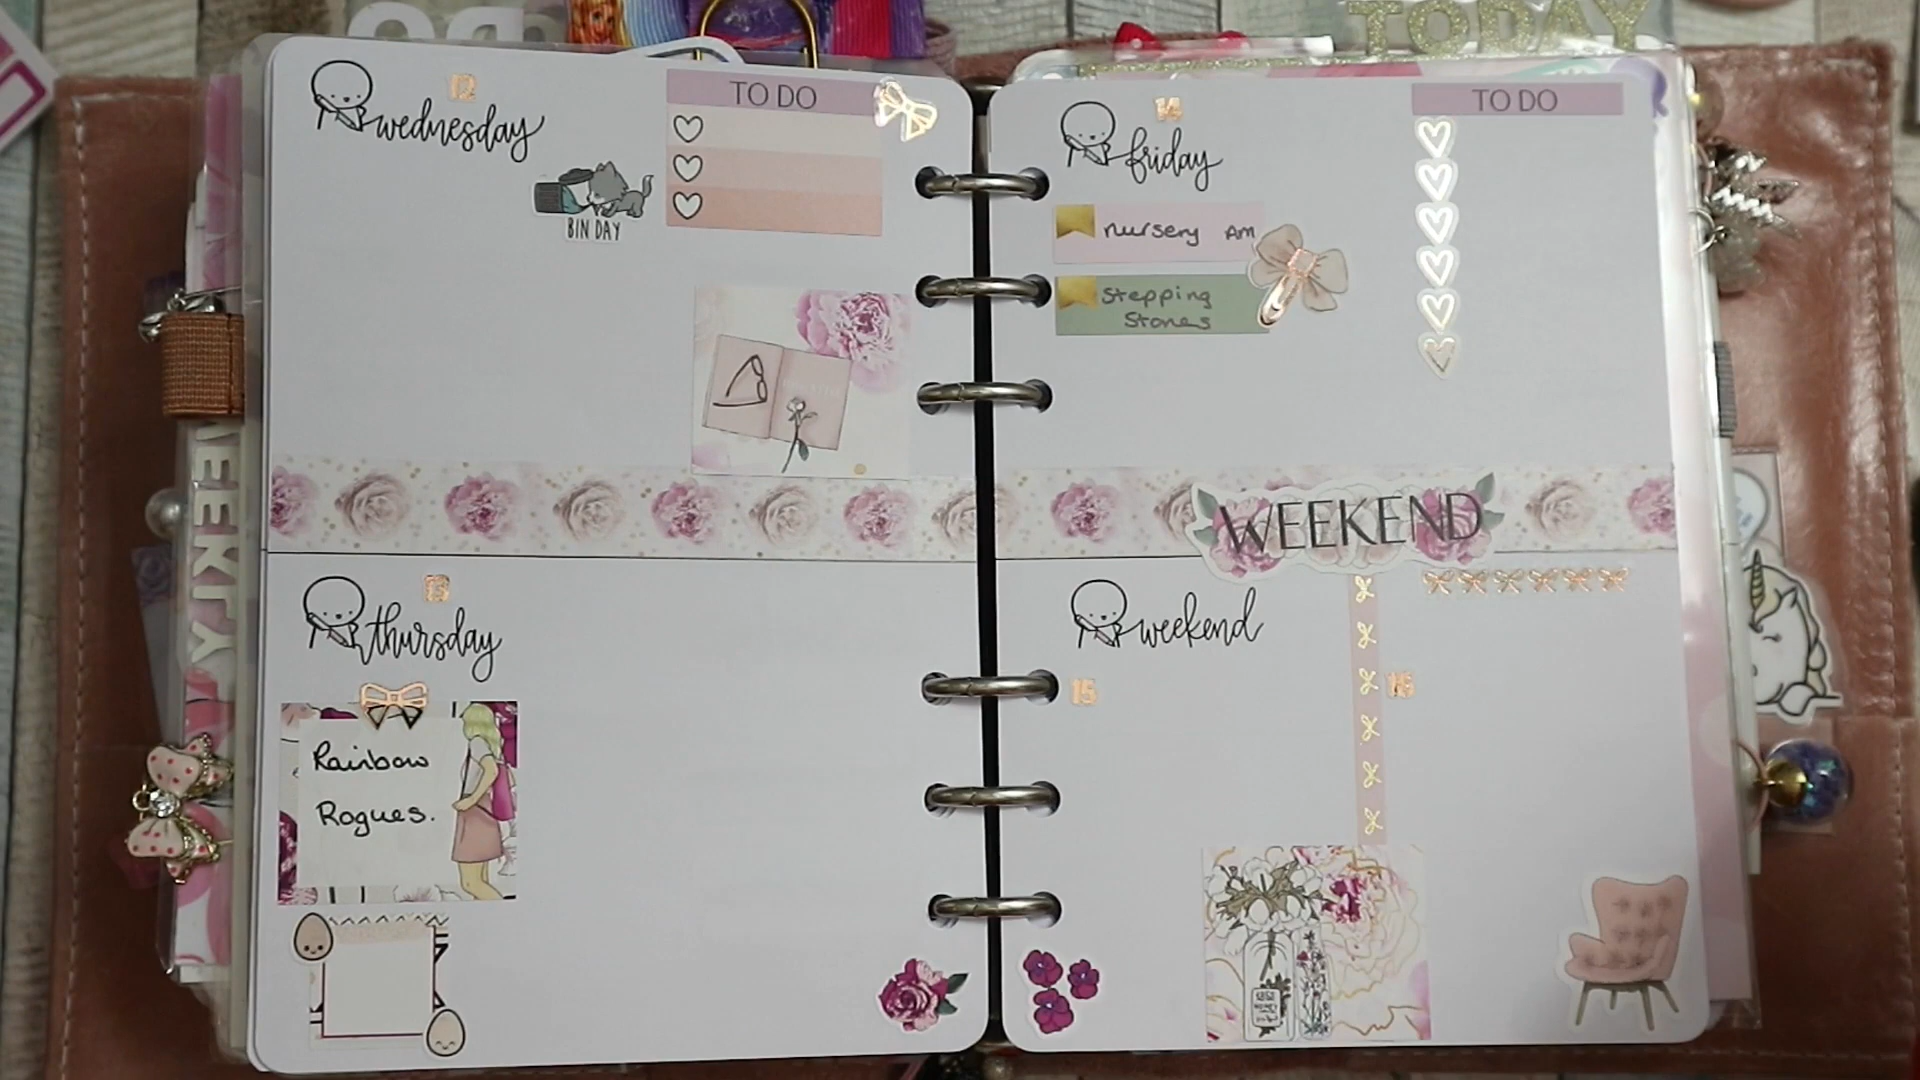 TODAY
WEEKLY
12
wednesday
TO DO
BIN DAY
13
thursday
Rainbow
Rogues.
14
friday
TO DO
nursery AM
Stepping
Stones
WEEKEND
weekend
15
16